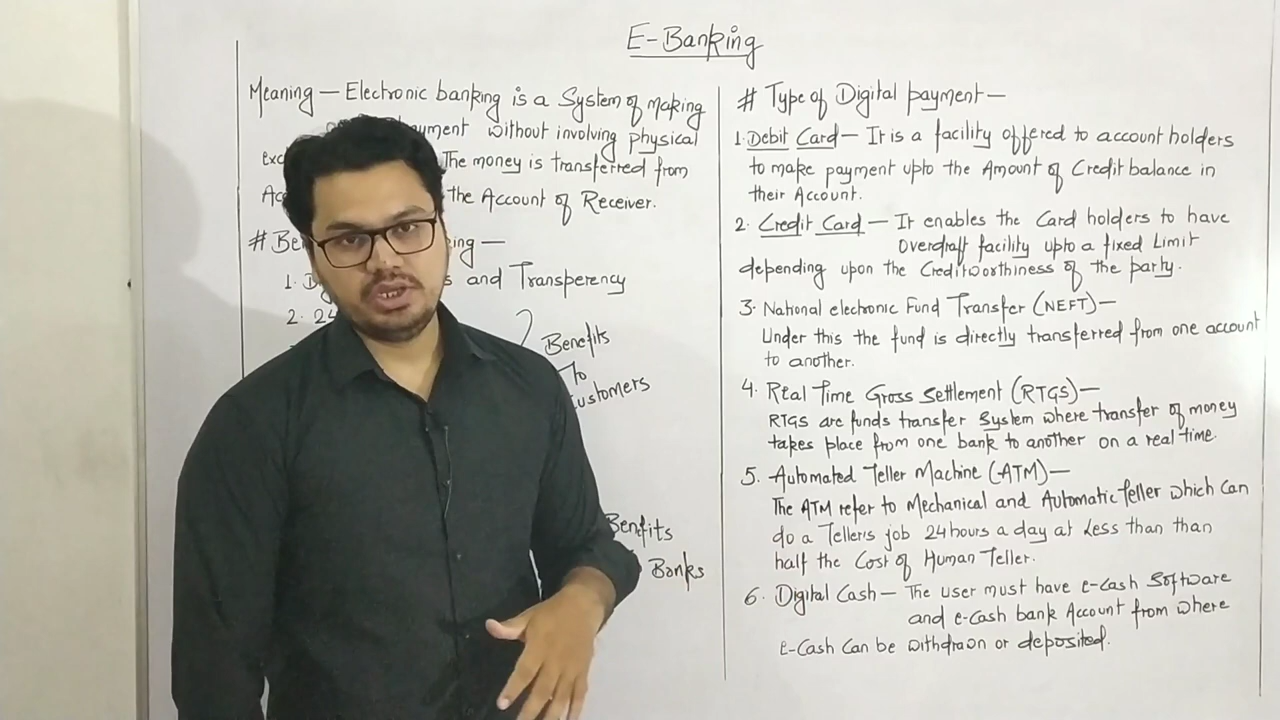 E-Banking
Meaning — Electronic banking is a System of making
payment without involving physical
The money is transferred from
the Account of Receiver.
# ing —
1. s and Transperency
2. 24
Benefits
To
Customers
Benfits
Banks
# Type of Digital payment —
1. Debit Card — It is a facility offered to account holders
to make payment upto the Amount of Credit balance in
their Account.
2. Credit Card — It enables the Card holders to have
Overdraft facility upto a fixed Limit
depending upon the Creditworthiness of the party.
3. National electronic Fund Transfer (NEFT) —
Under this the fund is directly transferred from one account
to another.
4. Real Time Gross Settlement (RTGS) —
RTGS are funds transfer System where transfer of money
takes place from one bank to another on a real time.
5. Automated Teller Machine (ATM) —
The ATM refer to Mechanical and Automatic Teller which Can
do a Teller's job 24 hours a day at Less than than
half the Cost of Human Teller.
6. Digital Cash — The user must have e-cash Software
and e-Cash bank Account from where
E-Cash Can be withdrawn or deposited.